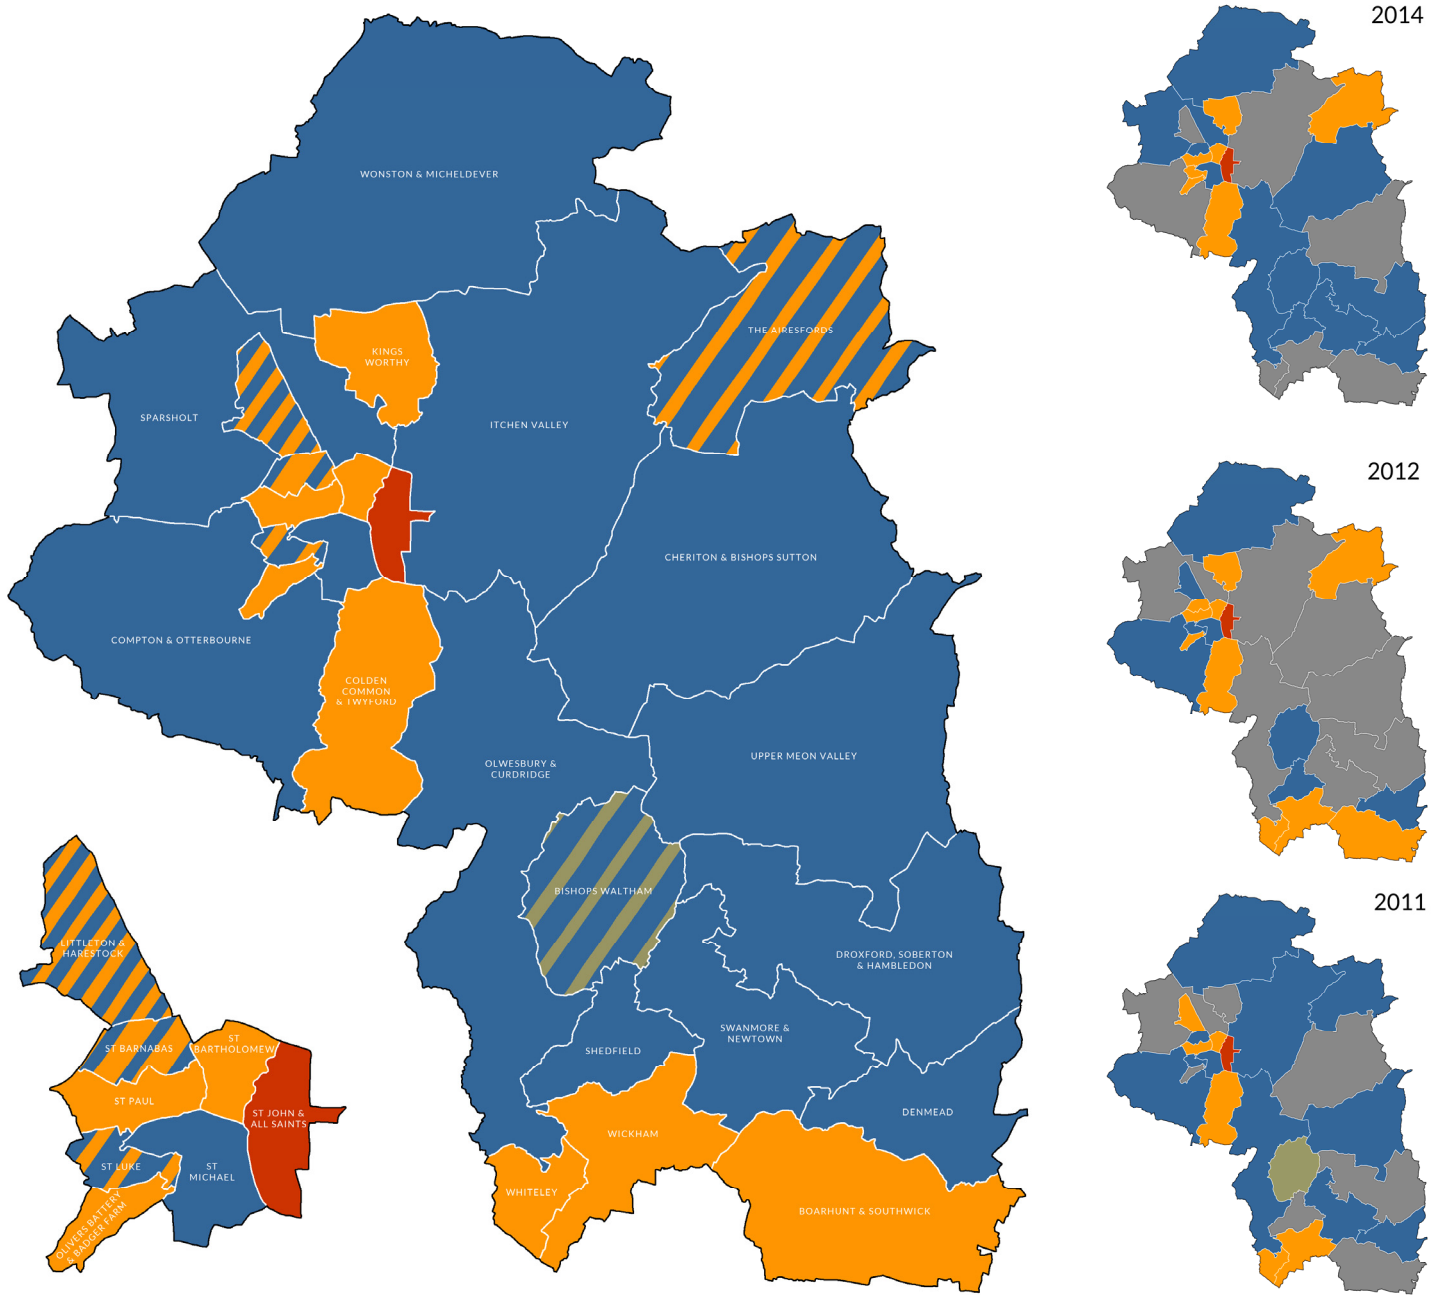 2014
WONSTON & MICHELDEVER
THE AIRESFORDS
KINGS
WORTHY
SPARSHOLT
ITCHEN VALLEY
2012
CHERITON & BISHOPS SUTTON
COMPTON & OTTERBOURNE
COLDEN
COMMON
& TWYFORD
UPPER MEON VALLEY
OLWESBURY &
CURDRIDGE
BISHOPS WALTHAM
2011
LITTLETON &
HARESTOCK
DROXFORD, SOBERTON
& HAMBLEDON
SWANMORE &
NEWTOWN
SHEDFIELD
ST BARNABAS
ST
BARTHOLOMEW
ST PAUL
ST JOHN &
ALL SAINTS
DENMEAD
WICKHAM
ST LUKE
ST
MICHAEL
WHITELEY
BOARHUNT & SOUTHWICK
OLIVERS BATTERY
& BADGER FARM